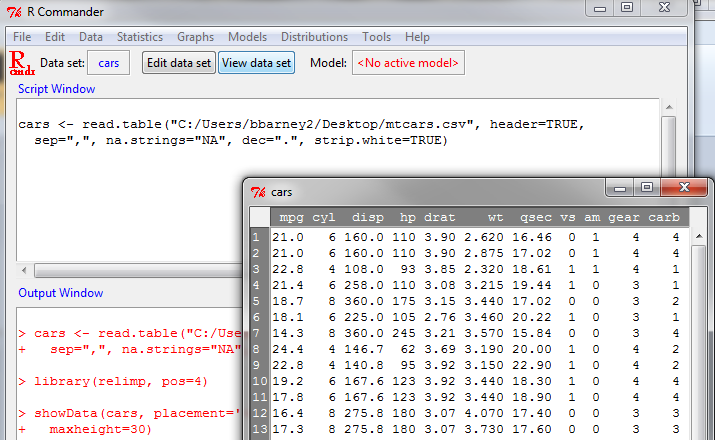 R Commander
File Edit Data Statistics Graphs Models Distributions Tools Help
R cmdr Data set: cars Edit data set View data set Model: <No active model>
Script Window
cars <- read.table("C:/Users/bbarney2/Desktop/mtcars.csv", header=TRUE,
sep=",", na.strings="NA", dec=".", strip.white=TRUE)
Output Window
> cars <- read.table("C:/Use
+ sep=",", na.strings="NA"
> library(relimp, pos=4)
> showData(cars, placement='
+ maxheight=30)
cars
mpg cyl disp hp drat wt qsec vs am gear carb
1 21.0 6 160.0 110 3.90 2.620 16.46 0 1 4 4
2 21.0 6 160.0 110 3.90 2.875 17.02 0 1 4 4
3 22.8 4 108.0 93 3.85 2.320 18.61 1 1 4 1
4 21.4 6 258.0 110 3.08 3.215 19.44 1 0 3 1
5 18.7 8 360.0 175 3.15 3.440 17.02 0 0 3 2
6 18.1 6 225.0 105 2.76 3.460 20.22 1 0 3 1
7 14.3 8 360.0 245 3.21 3.570 15.84 0 0 3 4
8 24.4 4 146.7 62 3.69 3.190 20.00 1 0 4 2
9 22.8 4 140.8 95 3.92 3.150 22.90 1 0 4 2
10 19.2 6 167.6 123 3.92 3.440 18.30 1 0 4 4
11 17.8 6 167.6 123 3.92 3.440 18.90 1 0 4 4
12 16.4 8 275.8 180 3.07 4.070 17.40 0 0 3 3
13 17.3 8 275.8 180 3.07 3.730 17.60 0 0 3 3